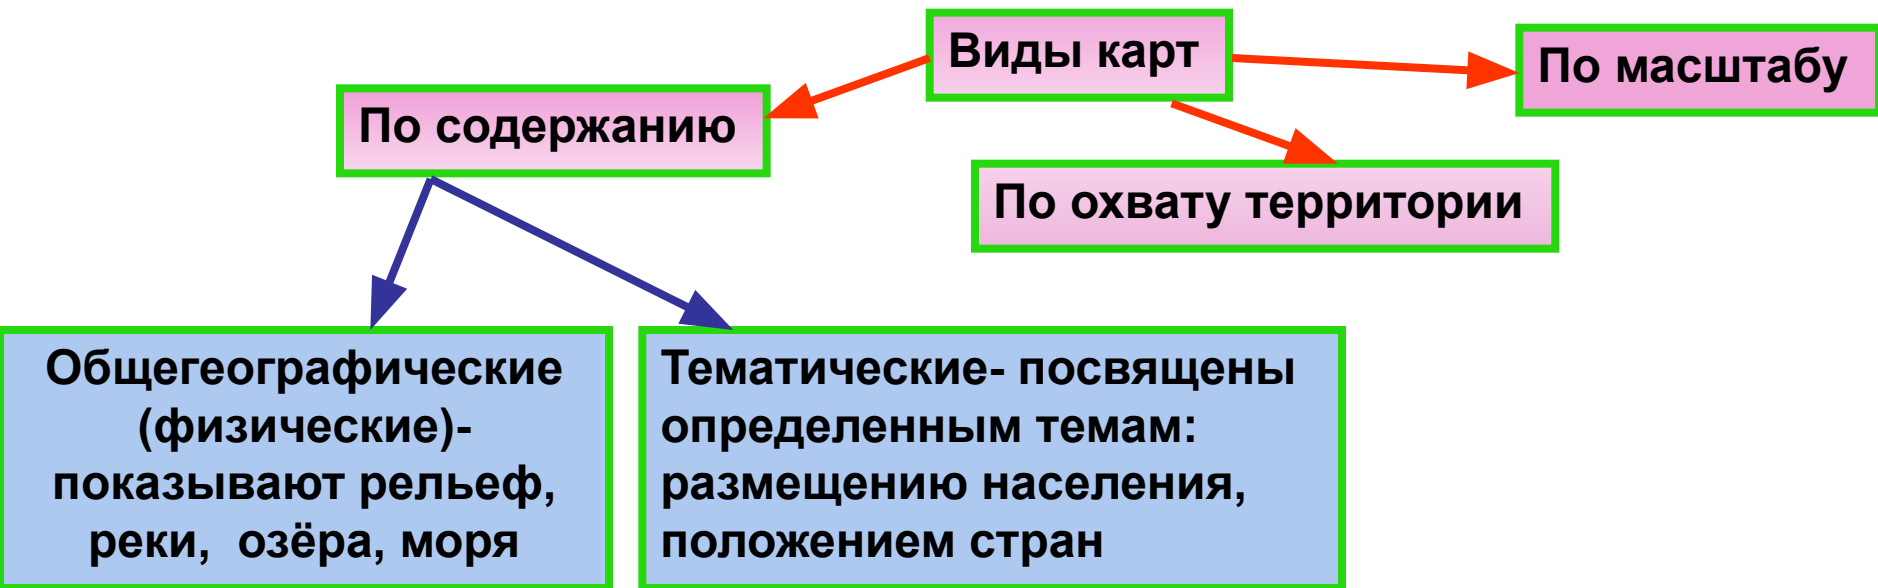 Виды карт
По масштабу
По содержанию
По охвату территории
Общегеографические
(физические)-
показывают рельеф,
реки, озёра, моря
Тематические- посвящены
определенным темам:
размещению населения,
положением стран